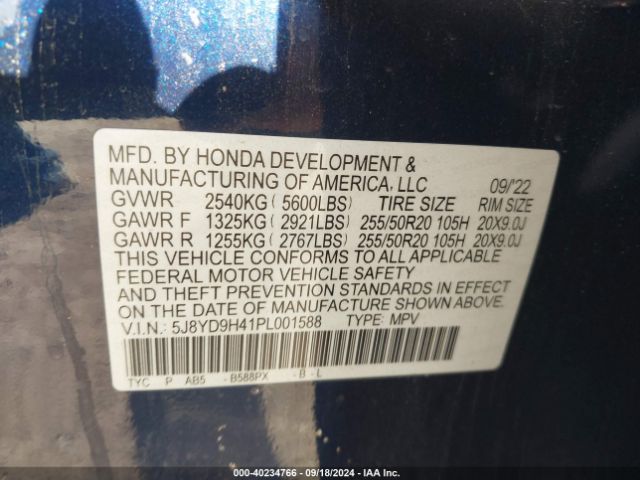 MFD. BY HONDA DEVELOPMENT &
MANUFACTURING OF AMERICA, LLC 09/'22
GVWR 2540KG ( 5600LBS) TIRE SIZE RIM SIZE
GAWR F 1325KG ( 2921LBS) 255/50R20 105H 20X9.0J
GAWR R 1255KG ( 2767LBS) 255/50R20 105H 20X9.0J
THIS VEHICLE CONFORMS TO ALL APPLICABLE
FEDERAL MOTOR VEHICLE SAFETY
AND THEFT PREVENTION STANDARDS IN EFFECT
ON THE DATE OF MANUFACTURE SHOWN ABOVE.
V.I.N.: 5J8YD9H41PL001588 TYPE: MPV
TYC P AB5 - B588PX - B - L
000 - 40234766 - 09/18/2024 - IAA Inc.